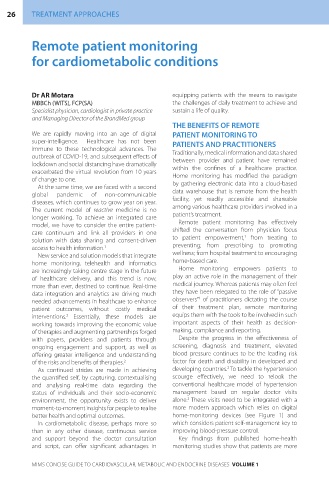 26 TREATMENT APPROACHES
Remote patient monitoring
for cardiometabolic conditions
Dr AR Motara
MBBCh (WITS), FCP(SA)
Specialist physician, cardiologist in private practice
and Managing Director of the BrandMed group
We are rapidly moving into an age of digital
super-intelligence. Healthcare has not been
immune to these technological advances. The
outbreak of COVID-19, and subsequent effects of
lockdown and social distancing have dramatically
exacerbated the virtual revolution from 10 years
of change to one.
At the same time, we are faced with a second
global pandemic of non-communicable
diseases, which continues to grow year on year.
The current model of reactive medicine is no
longer working. To achieve an integrated care
model, we have to consider the entire patient
care continuum and link all providers in one
solution with data sharing and consent-driven
access to health information.
New service and solution models that integrate
home monitoring, telehealth and informatics
are increasingly taking centre stage in the future
of healthcare delivery, and this trend is now,
more than ever, destined to continue. Real-time
data integration and analytics are driving much
needed advancements in healthcare to enhance
patient outcomes, without costly medical
interventions. Essentially, these models are
working towards improving the economic value
of therapies and augmenting partnerships forged
with payers, providers and patients through
ongoing engagement and support, as well as
offering greater intelligence and understanding
of the risks and benefits of therapies.
As continued strides are made in achieving
the quantified self, by capturing, contextualising
and analysing real-time data regarding the
status of individuals and their socio-economic
environment, the opportunity exists to deliver
moment-to-moment insights for people to realise
better health and optimal outcomes.
In cardiometabolic disease, perhaps more so
than in any other disease, continuous service
and support beyond the doctor consultation
and script, can offer significant advantages in
equipping patients with the means to navigate
the challenges of daily treatment to achieve and
sustain a life of quality.
THE BENEFITS OF REMOTE
PATIENT MONITORING TO
PATIENTS AND PRACTITIONERS
Traditionally, medical information and data shared
between provider and patient have remained
within the confines of a healthcare practice.
Home monitoring has modified this paradigm
by gathering electronic data into a cloud-based
data warehouse that is remote from the health
facility, yet readily accessible and shareable
among various healthcare providers involved in a
patient's treatment.
Remote patient monitoring has effectively
shifted the conversation from physician focus
to patient empowerment, from treating to
preventing, from prescribing to promoting
wellness; from hospital treatment to encouraging
home-based care.
Home monitoring empowers patients to
play an active role in the management of their
medical journey. Whereas patients may often feel
they have been relegated to the role of "passive
observers" of practitioners dictating the course
of their treatment plan, remote monitoring
equips them with the tools to be involved in such
important aspects of their health as decision-
making, compliance and reporting.
Despite the progress in the effectiveness of
screening, diagnosis and treatment, elevated
blood pressure continues to be the leading risk
factor for death and disability in developed and
developing countries. To tackle the hypertension
scourge effectively, we need to relook the
conventional healthcare model of hypertension
management based on regular doctor visits
alone. These visits need to be integrated with a
more modern approach which relies on digital
home-monitoring devices (see Figure 1) and
which considers patient self-management key to
improving blood-pressure control.
Key findings from published home-health
monitoring studies show that patients are more
MIMS CONCISE GUIDE TO CARDIOVASCULAR, METABOLIC AND ENDOCRINE DISEASES VOLUME 1